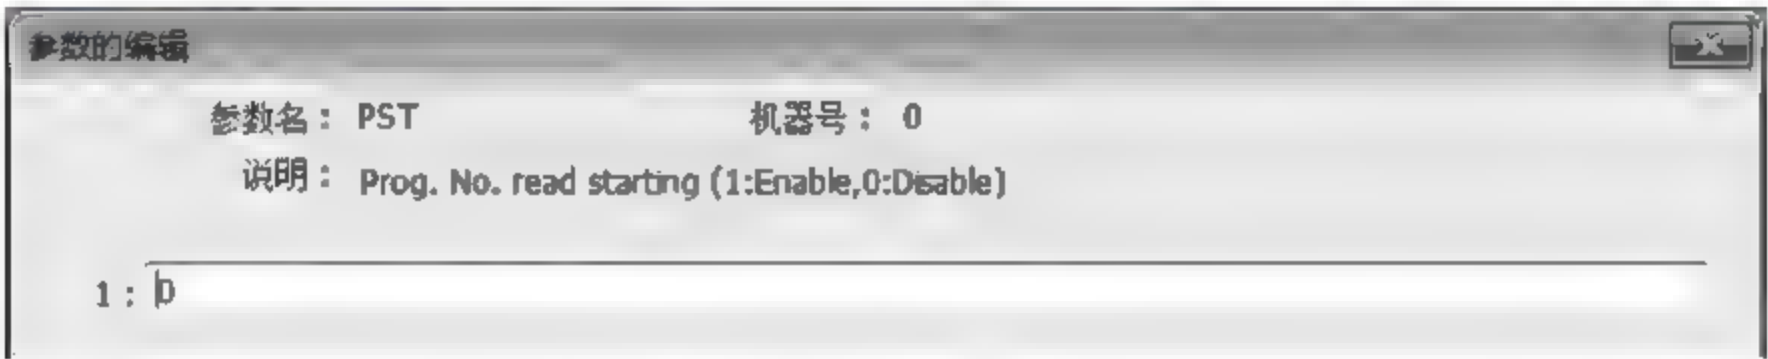 参数的编辑
参数名： PST 机器号： 0
说明： Prog. No. read starting (1:Enable,0:Disable)
1： 0